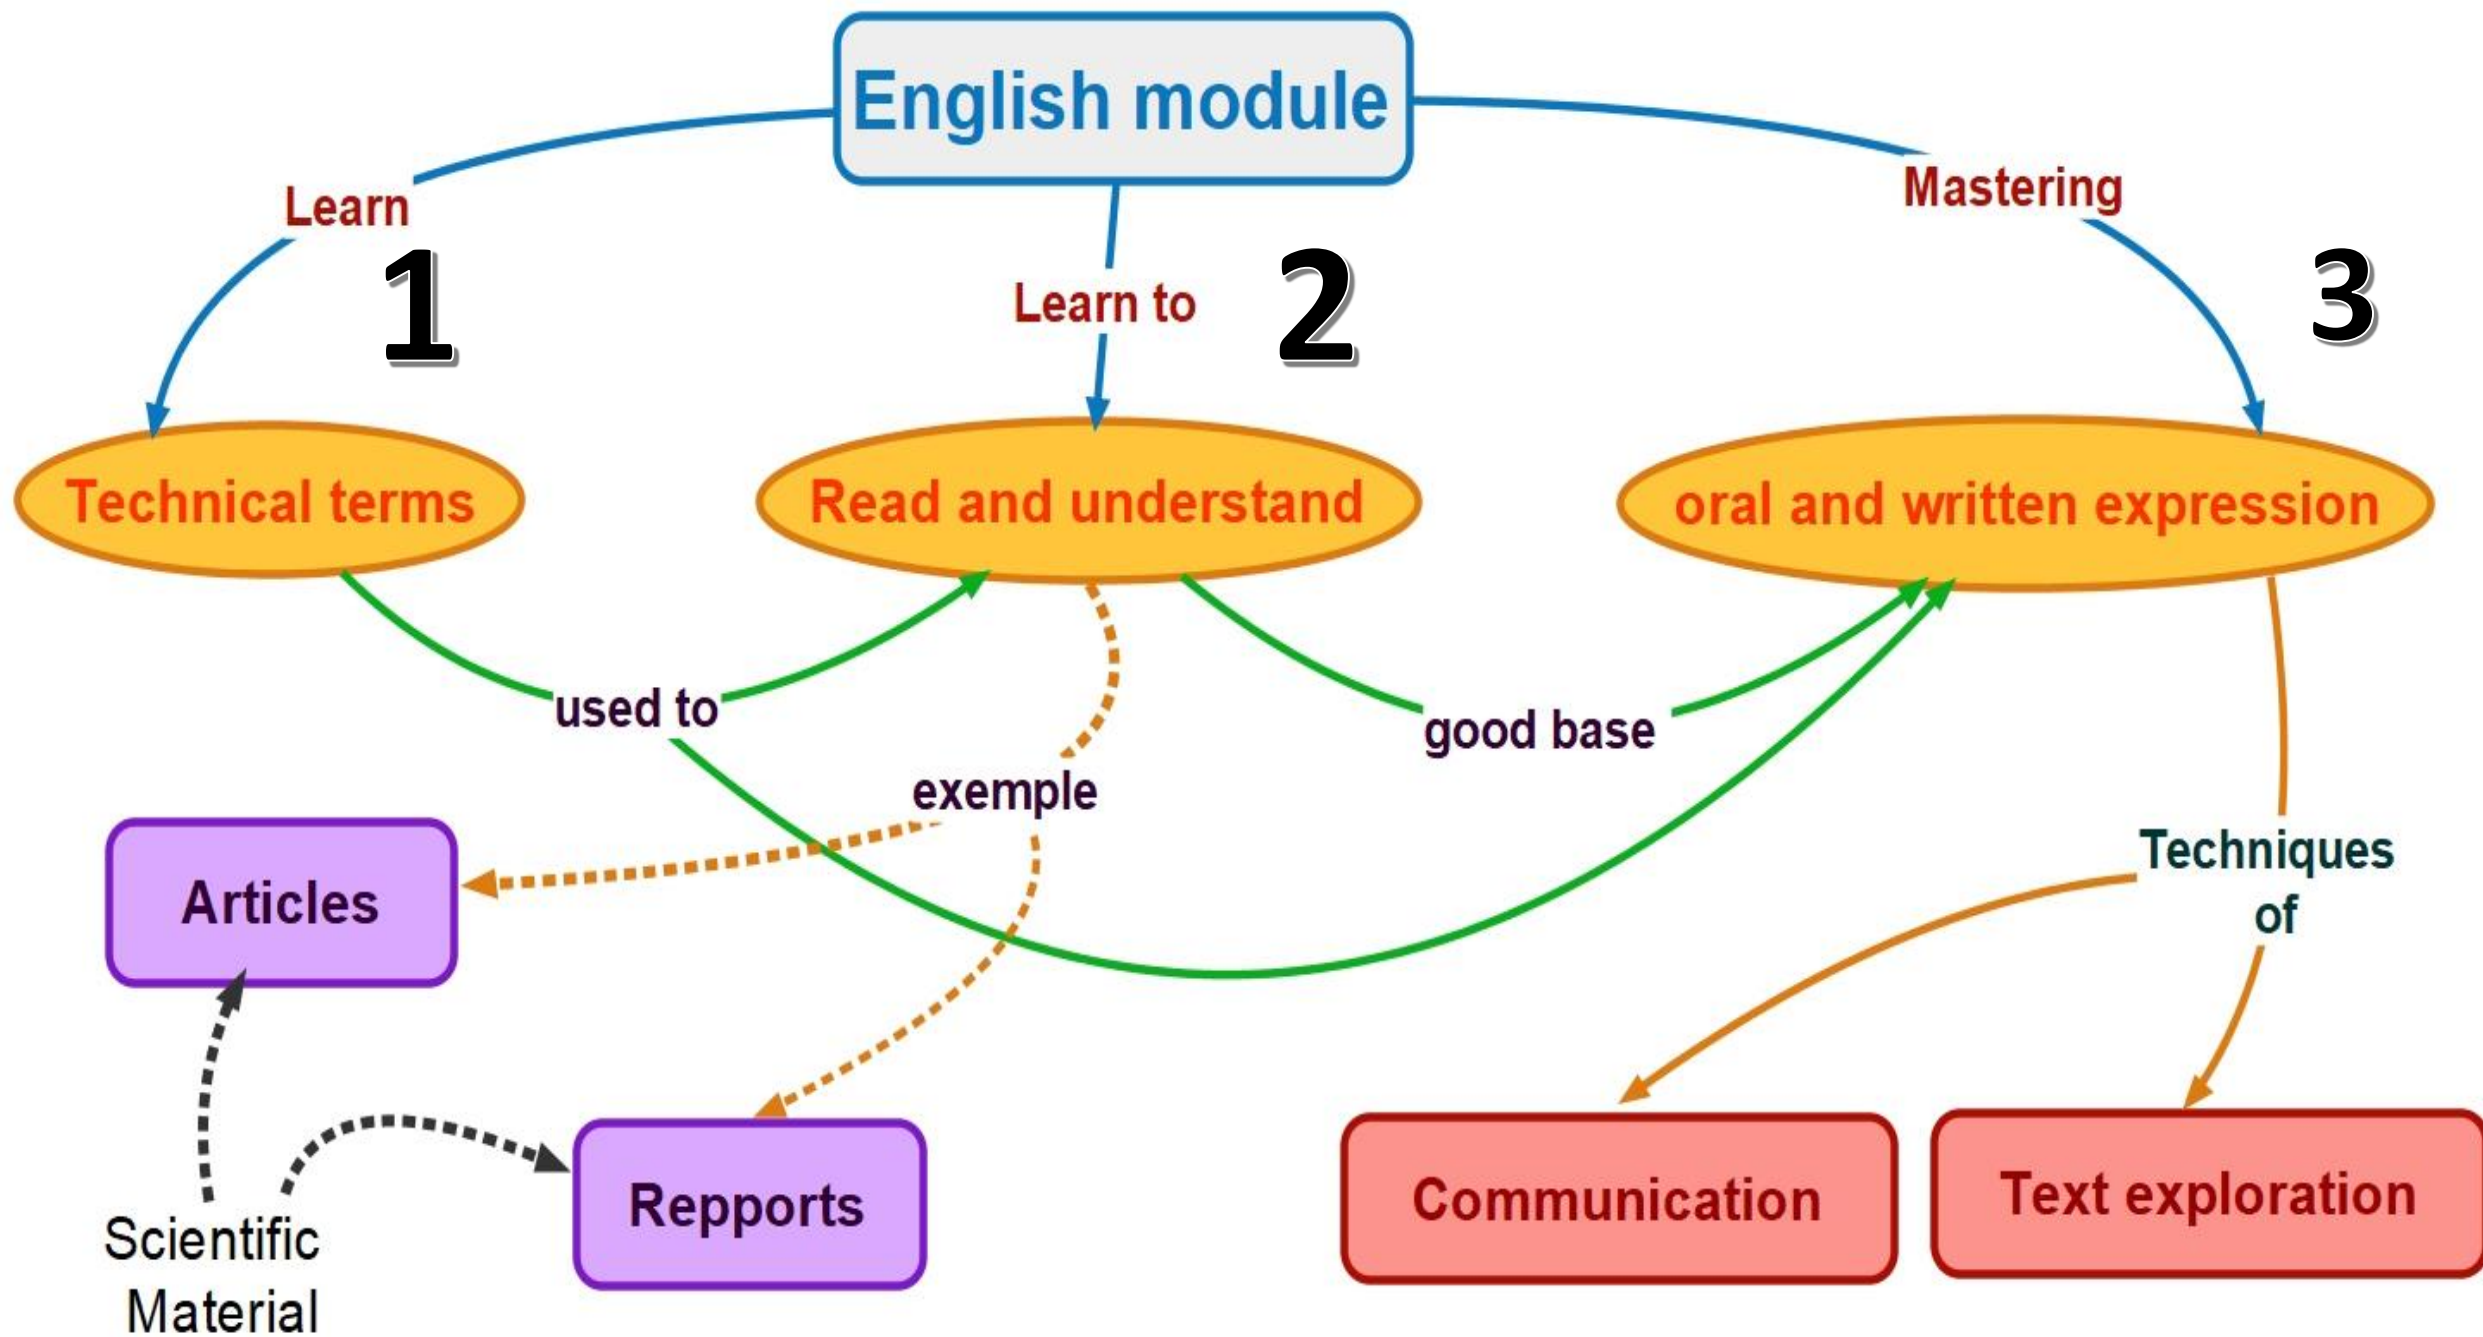 English module
Learn
Mastering
1
2
3
Learn to
Technical terms
Read and understand
oral and written expression
used to
good base
exemple
Techniques
of
Articles
Repports
Communication
Text exploration
Scientific
Material